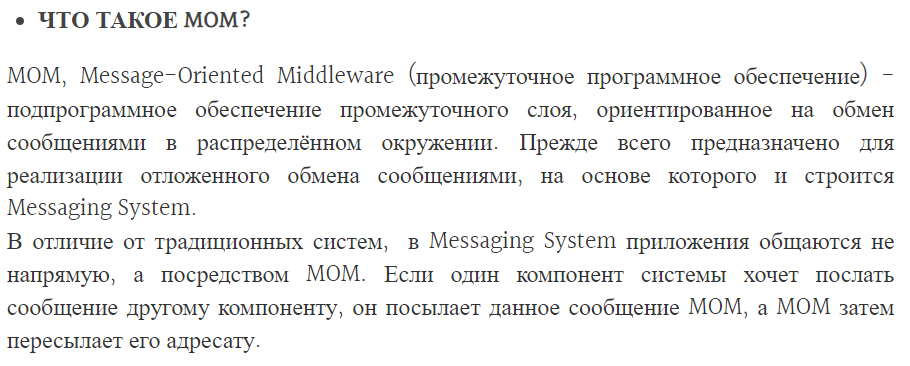 • ЧТО ТАКОЕ MOM?
MOM, Message-Oriented Middleware (промежуточное программное обеспечение) -
подпрограммное обеспечение промежуточного слоя, ориентированное на обмен
сообщениями в распределённом окружении. Прежде всего предназначено для
реализации отложенного обмена сообщениями, на основе которого и строится
Messaging System.
В отличие от традиционных систем, в Messaging System приложения общаются не
напрямую, а посредством MOM. Если один компонент системы хочет послать
сообщение другому компоненту, он посылает данное сообщение MOM, а MOM затем
пересылает его адресату.